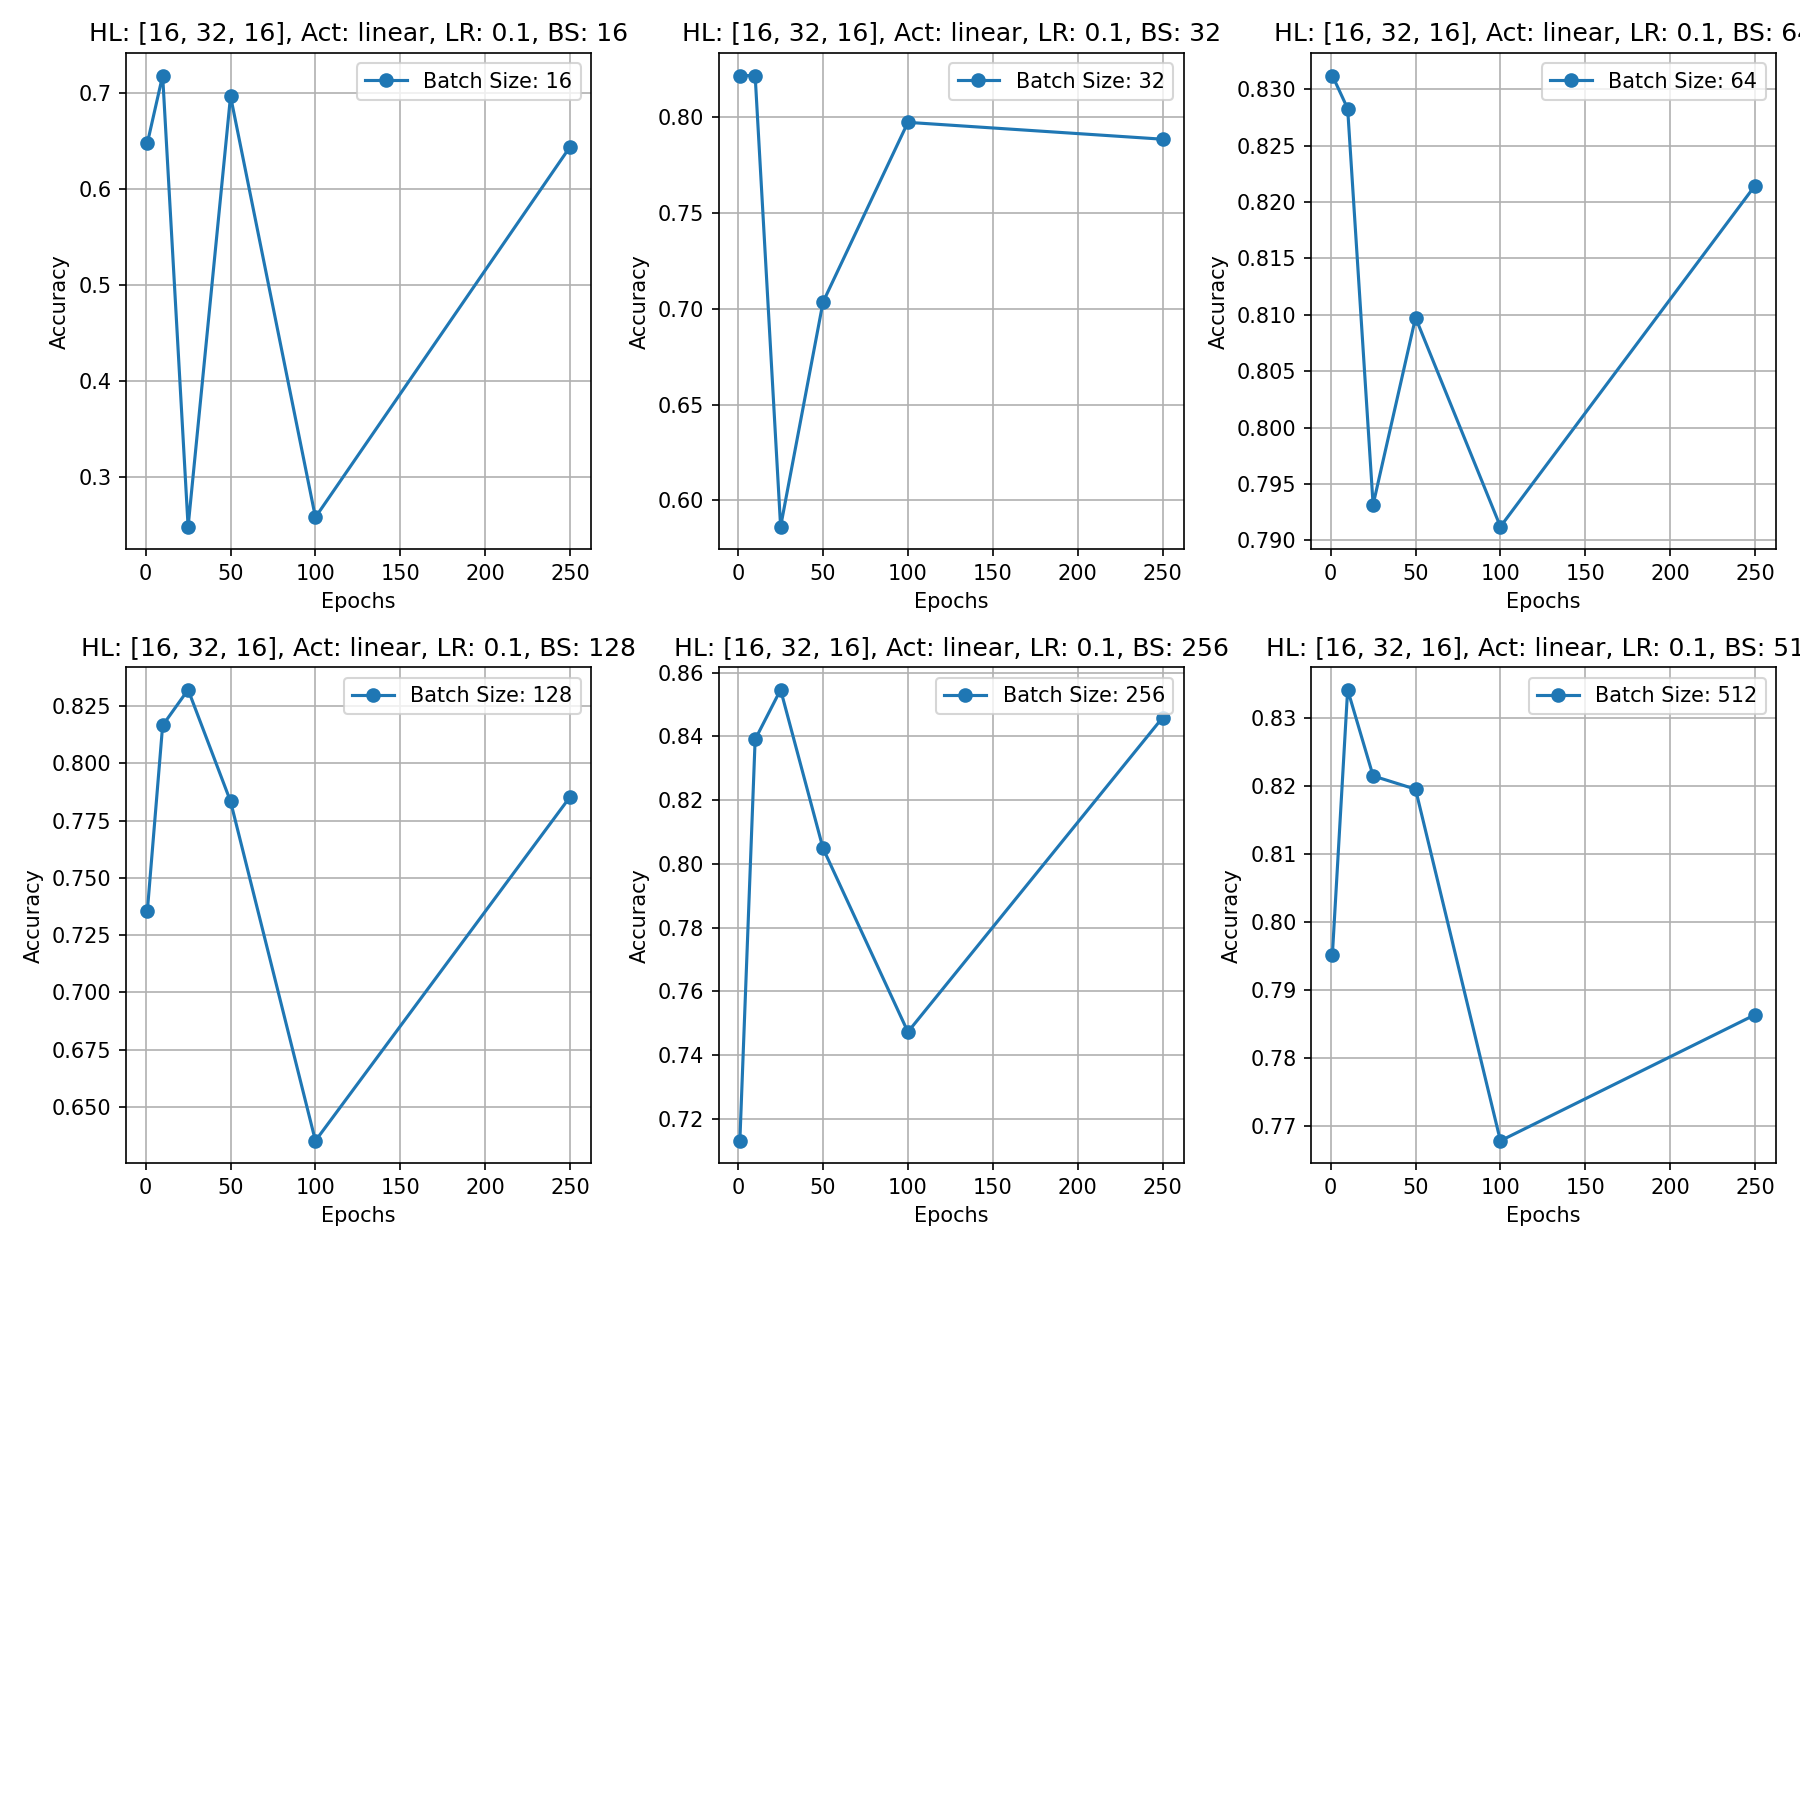 HL: [16, 32, 16], Act: linear, LR: 0.1, BS: 16
Batch Size: 16
0.7
0.6
0.5
0.4
0.3
Accuracy
0 50 100 150 200 250
Epochs
HL: [16, 32, 16], Act: linear, LR: 0.1, BS: 32
Batch Size: 32
0.80
0.75
0.70
0.65
0.60
Accuracy
0 50 100 150 200 250
Epochs
HL: [16, 32, 16], Act: linear, LR: 0.1, BS: 64
Batch Size: 64
0.830
0.825
0.820
0.815
0.810
0.805
0.800
0.795
0.790
Accuracy
0 50 100 150 200 250
Epochs
HL: [16, 32, 16], Act: linear, LR: 0.1, BS: 128
Batch Size: 128
0.825
0.800
0.775
0.750
0.725
0.700
0.675
0.650
Accuracy
0 50 100 150 200 250
Epochs
HL: [16, 32, 16], Act: linear, LR: 0.1, BS: 256
Batch Size: 256
0.86
0.84
0.82
0.80
0.78
0.76
0.74
0.72
Accuracy
0 50 100 150 200 250
Epochs
HL: [16, 32, 16], Act: linear, LR: 0.1, BS: 51
Batch Size: 512
0.83
0.82
0.81
0.80
0.79
0.78
0.77
Accuracy
0 50 100 150 200 250
Epochs